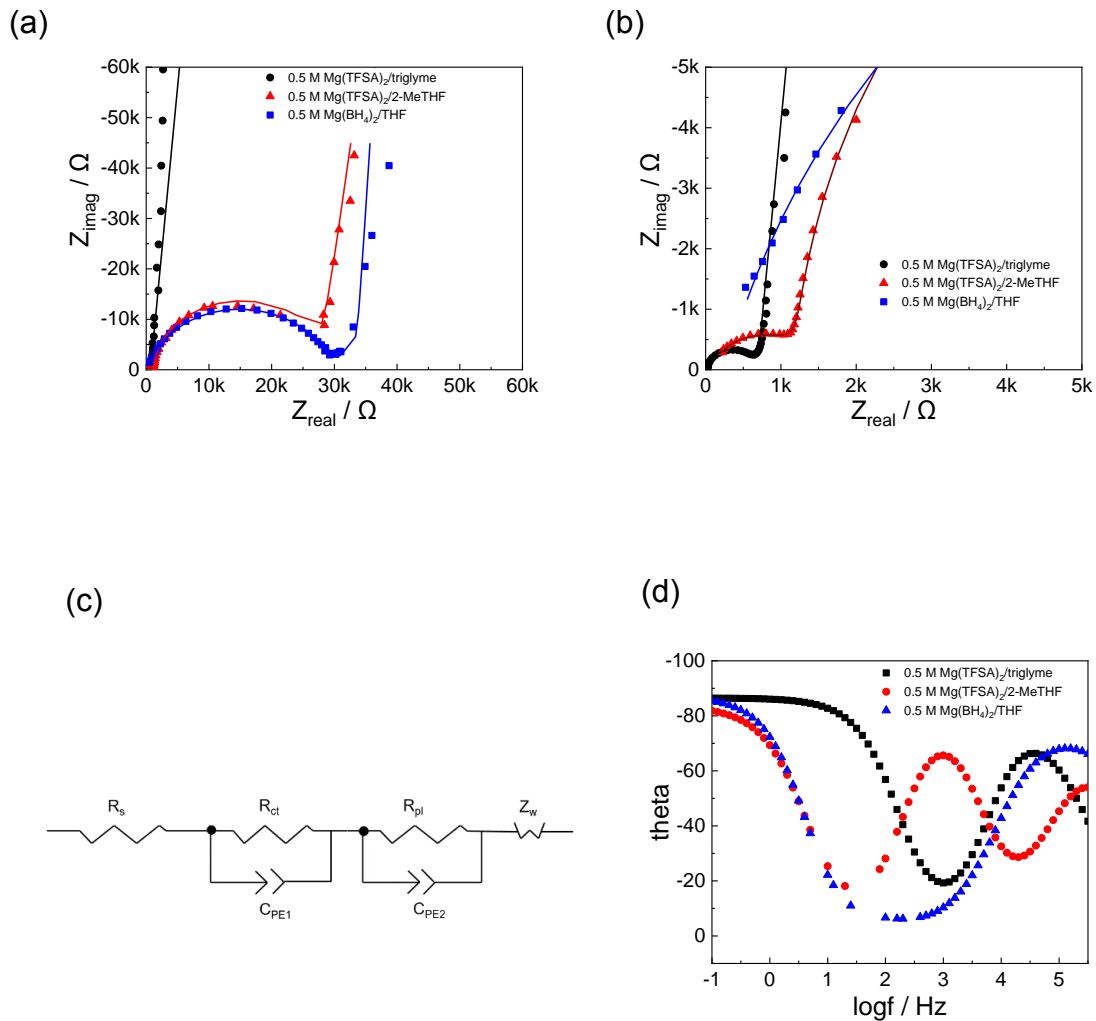 (a)
-60k
-50k
-40k
-30k
-20k
-10k
0
0
10k
20k
30k
40k
50k
60k
Z_imag / Ω
Z_real / Ω
0.5 M Mg(TFSA)₂/triglyme
0.5 M Mg(TFSA)₂/2-MeTHF
0.5 M Mg(BH₄)₂/THF
(b)
-5k
-4k
-3k
-2k
-1k
0
0
1k
2k
3k
4k
5k
Z_imag / Ω
Z_real / Ω
0.5 M Mg(TFSA)₂/triglyme
0.5 M Mg(TFSA)₂/2-MeTHF
0.5 M Mg(BH₄)₂/THF
(c)
R_s
R_ct
R_pl
Z_w
C_PE1
C_PE2
(d)
-100
-80
-60
-40
-20
0
-1
0
1
2
3
4
5
theta
logf / Hz
0.5 M Mg(TFSA)₂/triglyme
0.5 M Mg(TFSA)₂/2-MeTHF
0.5 M Mg(BH₄)₂/THF